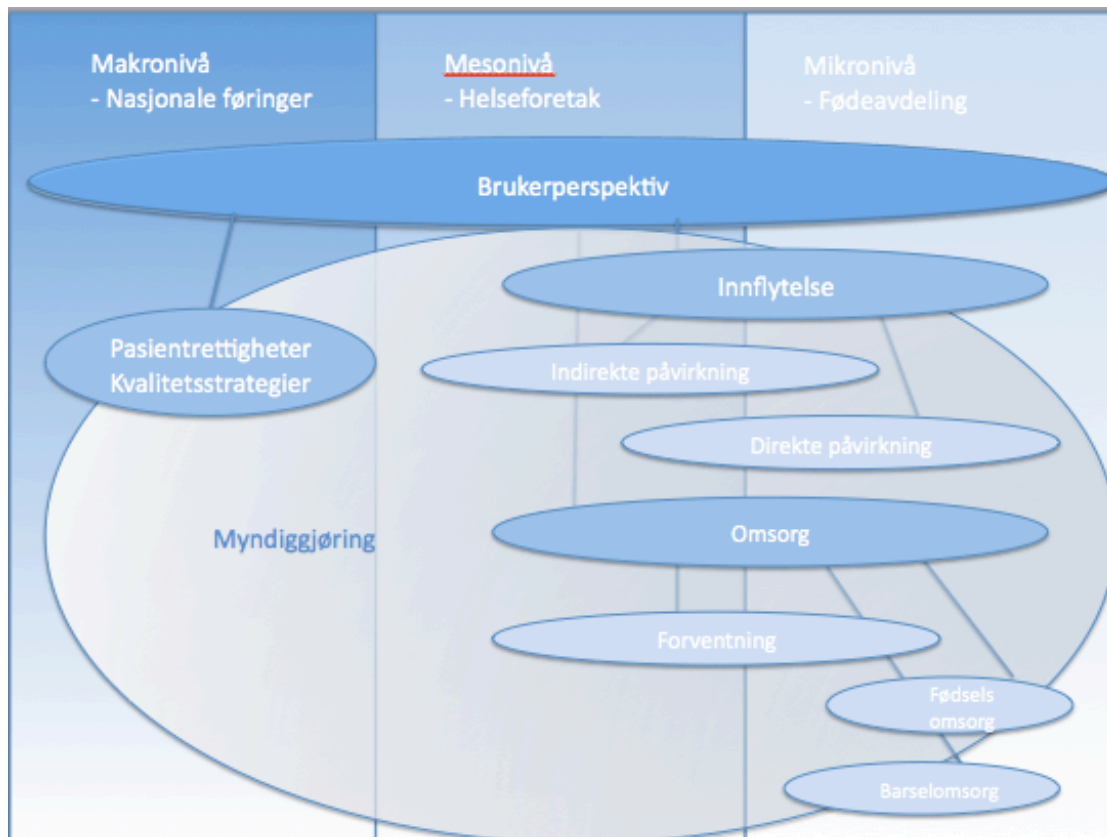 Makronivå
- Nasjonale føringer
Mesonivå
- Helseforetak
Mikronivå
- Fødeavdeling
Brukerperspektiv
Innflytelse
Pasientrettigheter
Kvalitetsstrategier
Indirekte påvirkning
Direkte påvirkning
Myndiggjøring
Omsorg
Forventning
Fødsels
omsorg
Barselomsorg